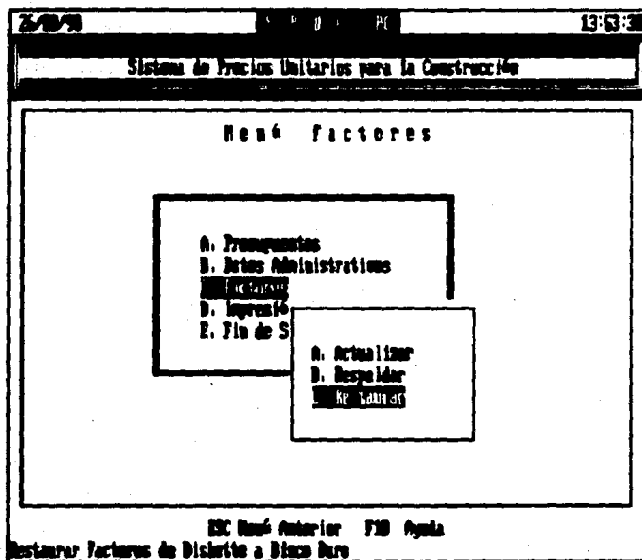 Sistema de Precios Unitarios para la Construcción
Menú factores
A. Presupuestos
B. Datos Administrativos
D. Impresió
E. Fin de S
A. Actualizar
B. Respaldar
Restaurar
ESC Menú Anterior F10 Ayuda
Restaurar Factores de Diskette a Disco Duro